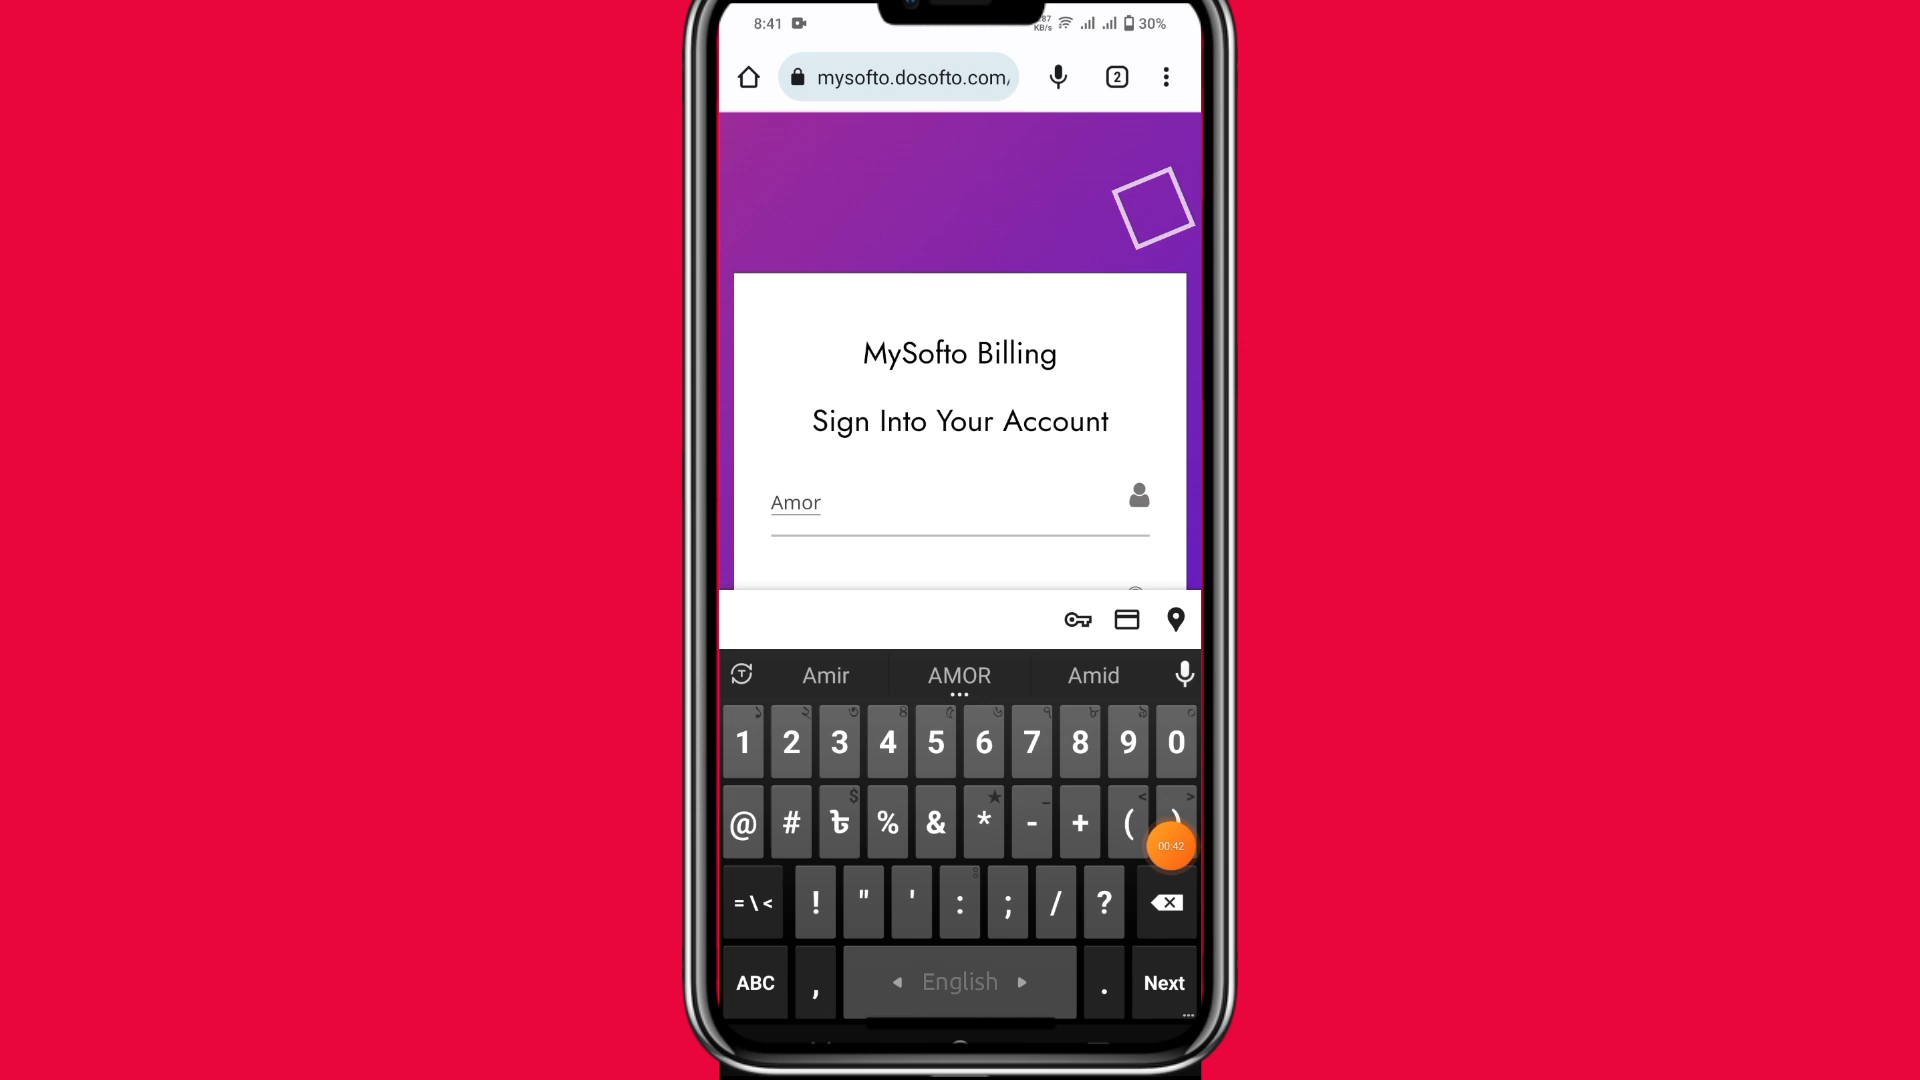 8:41
KB/s 30%
mysofto.dosofto.com/
2
MySofto Billing
Sign Into Your Account
Amor
Amir AMOR Amid
1 2 3 4 5 6 7 8 9 0
@ # ৳ % & * - + ( )
00:42
= \ < ! " ' : ; / ?
ABC , English . Next